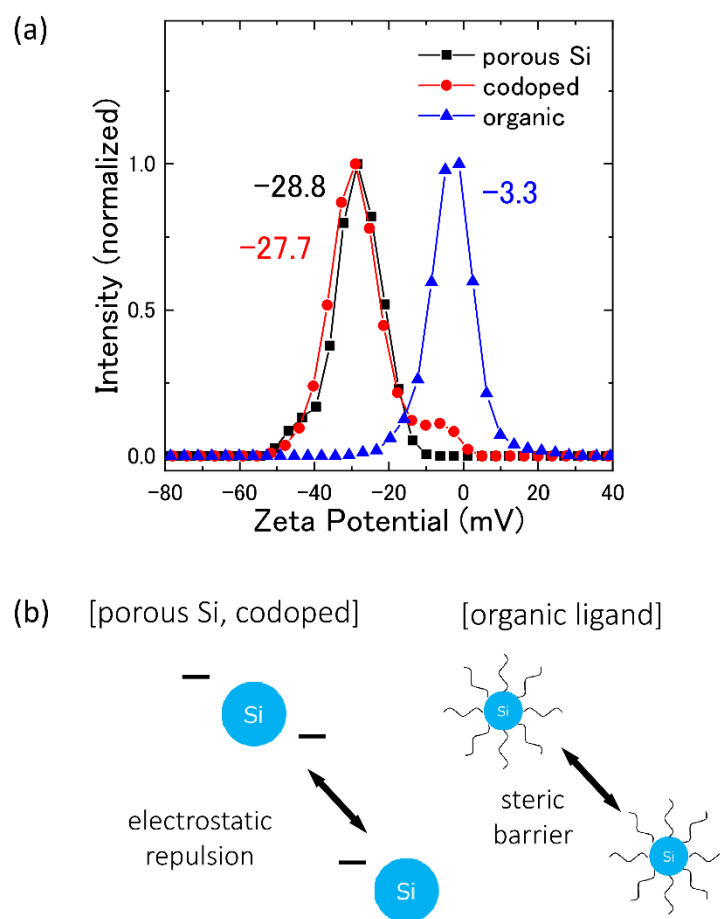 (a)
porous Si
codoped
organic
1.0
0.5
0.0
−28.8
−27.7
−3.3
Intensity (normalized)
−80 −60 −40 −20 0 20 40
Zeta Potential (mV)
(b) [porous Si, codoped] [organic ligand]
Si
Si
electrostatic
repulsion
steric
barrier
Si
Si